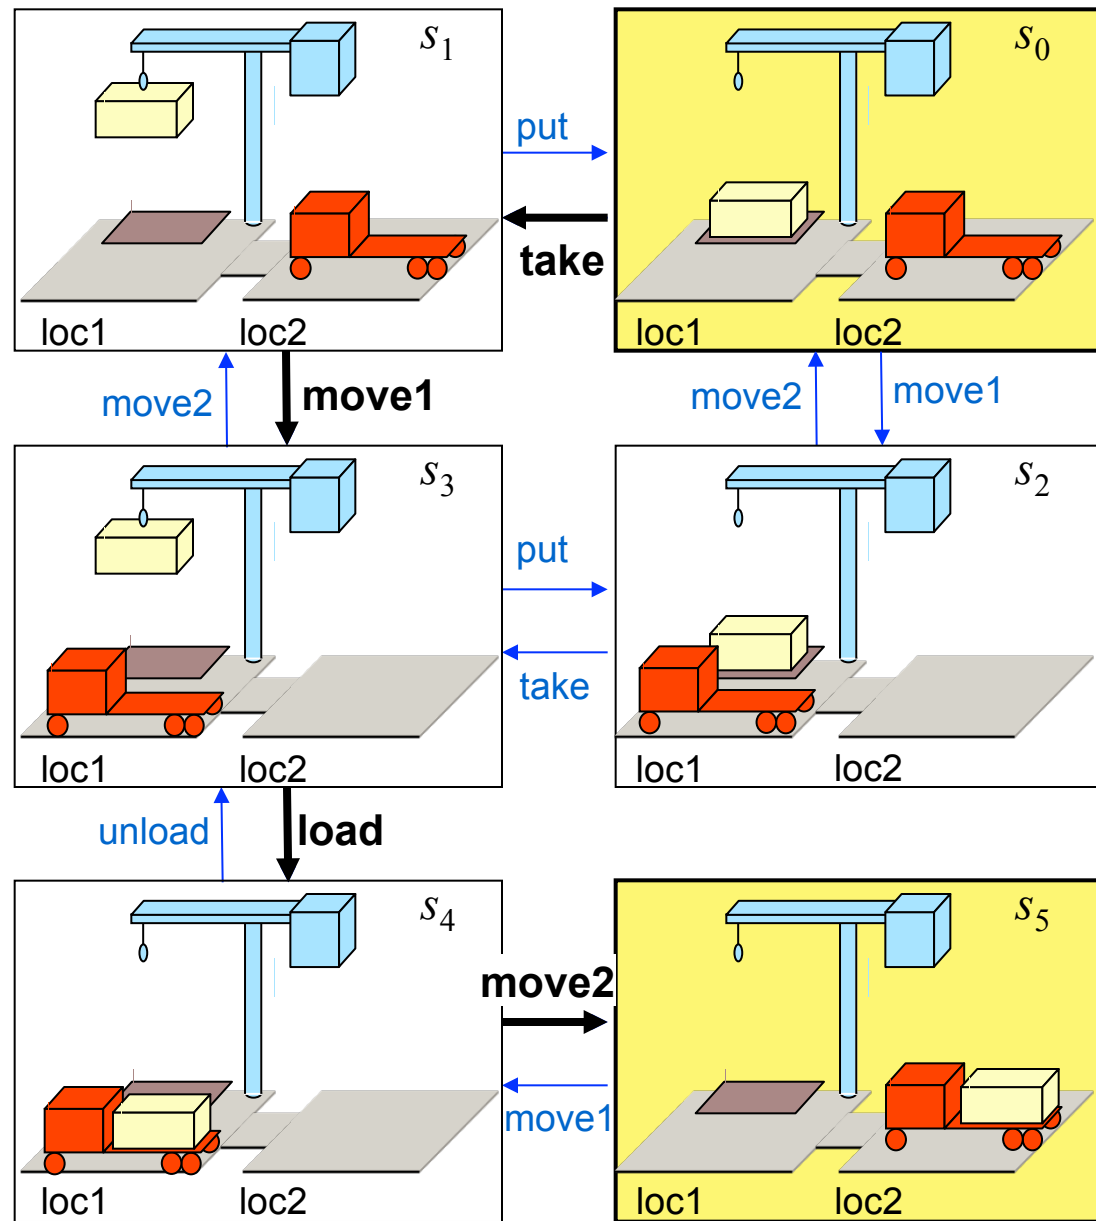 s₁
s₀
put
take
loc1 loc2
loc1 loc2
move2
move1
move2
move1
s₃
s₂
put
take
loc1 loc2
loc1 loc2
unload
load
s₄
s₅
move2
move1
loc1 loc2
loc1 loc2